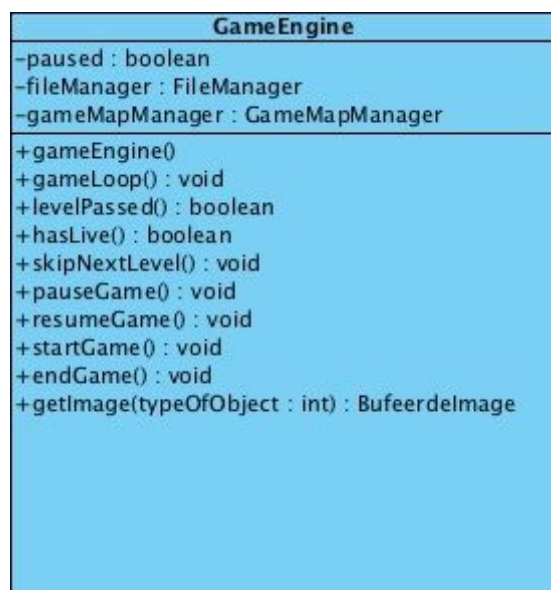 GameEngine
-paused : boolean
-fileManager : FileManager
-gameMapManager : GameMapManager
+gameEngine()
+gameLoop() : void
+levelPassed() : boolean
+hasLive() : boolean
+skipNextLevel() : void
+pauseGame() : void
+resumeGame() : void
+startGame() : void
+endGame() : void
+getImage(typeOfObject : int) : BufeerdeImage